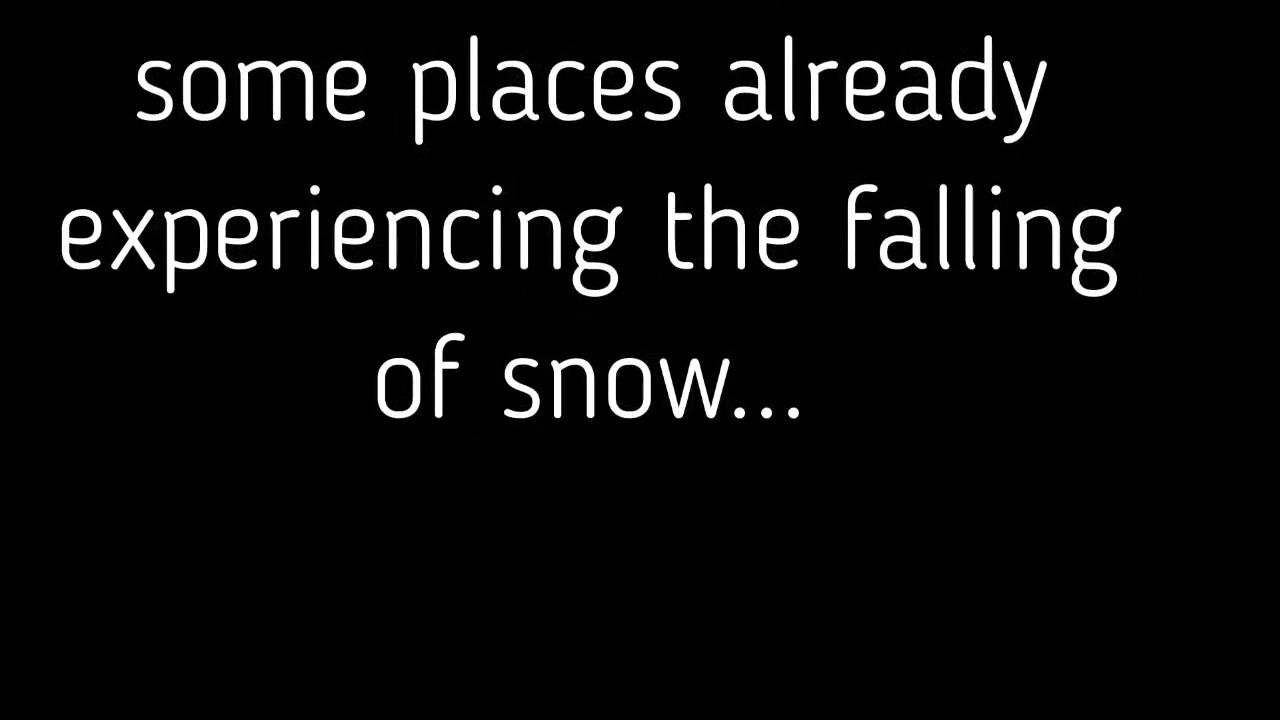 some places already
experiencing the falling
of snow...